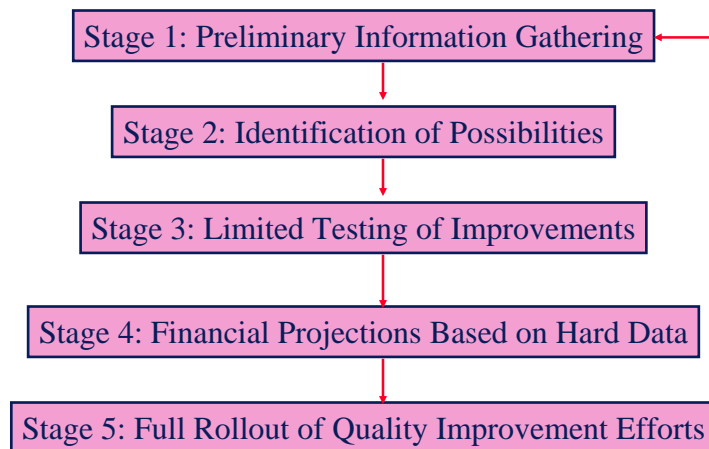 Stage 1: Preliminary Information Gathering
Stage 2: Identification of Possibilities
Stage 3: Limited Testing of Improvements
Stage 4: Financial Projections Based on Hard Data
Stage 5: Full Rollout of Quality Improvement Efforts